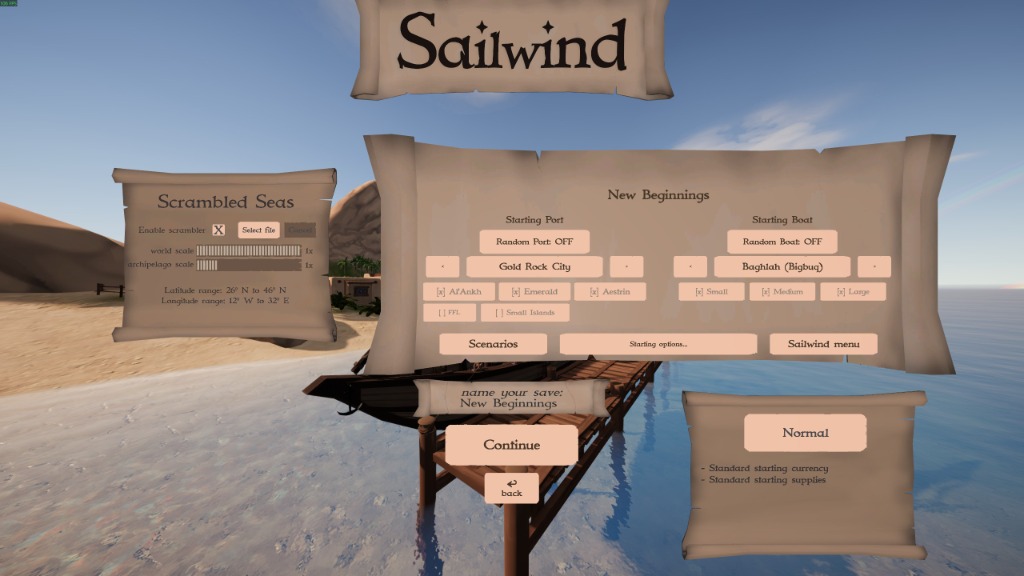 Sailwind
Scrambled Seas
Enable scrambler X Select file
world scale 1x
archipelago scale 1x
Latitude range: 26° N to 46° N
Longitude range: 12° W to 32° E
New Beginnings
Starting Port Starting Boat
Random Port: OFF Random Boat: OFF
Gold Rock City Baghlah (Bigbuq)
[x] Al'Ankh [x] Emerald [x] Aestrin [x] Small [x] Medium [x] Large
[ ] FFL [ ] Small Islands
Scenarios Starting options... Sailwind menu
name your save:
New Beginnings
Continue
back
Normal
- Standard starting currency
- Standard starting supplies